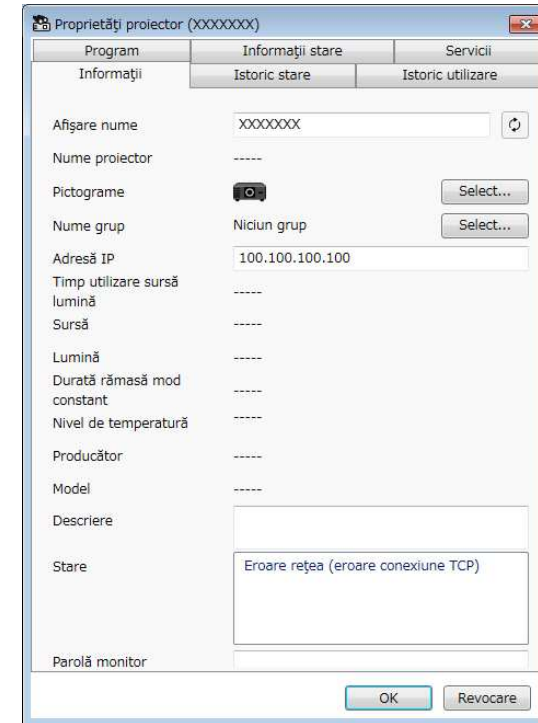 Proprietăți proiector (XXXXXXX)
Program Informații stare Servicii
Informații Istoric stare Istoric utilizare
Afișare nume XXXXXXX
Nume proiector -----
Pictograme Select...
Nume grup Niciun grup Select...
Adresă IP 100.100.100.100
Timp utilizare sursă
lumină -----
Sursă -----
Lumină -----
Durată rămasă mod
constant -----
Nivel de temperatură -----
Producător -----
Model -----
Descriere
Stare Eroare rețea (eroare conexiune TCP)
Parolă monitor
OK Revocare